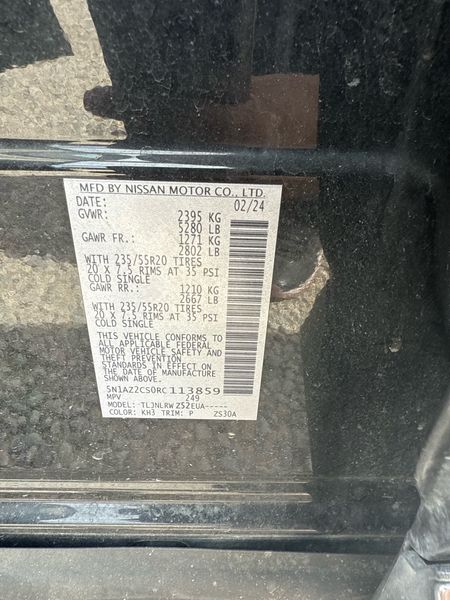 MFD BY NISSAN MOTOR CO., LTD.
DATE: 02/24
GVWR: 2395 KG
5280 LB
GAWR FR.: 1271 KG
2802 LB
WITH 235/55R20 TIRES
20 X 7.5 RIMS AT 35 PSI
COLD SINGLE
GAWR RR.: 1210 KG
2667 LB
WITH 235/55R20 TIRES
20 X 7.5 RIMS AT 35 PSI
COLD SINGLE
THIS VEHICLE CONFORMS TO
ALL APPLICABLE FEDERAL
MOTOR VEHICLE SAFETY AND
THEFT PREVENTION
STANDARDS IN EFFECT ON THE
DATE OF MANUFACTURE
SHOWN ABOVE.
5N1AZ2CS0RC113859
MPV 249
MODEL: TLJNLRWZ52EUA-----
COLOR: KH3 TRIM: P ZS30A